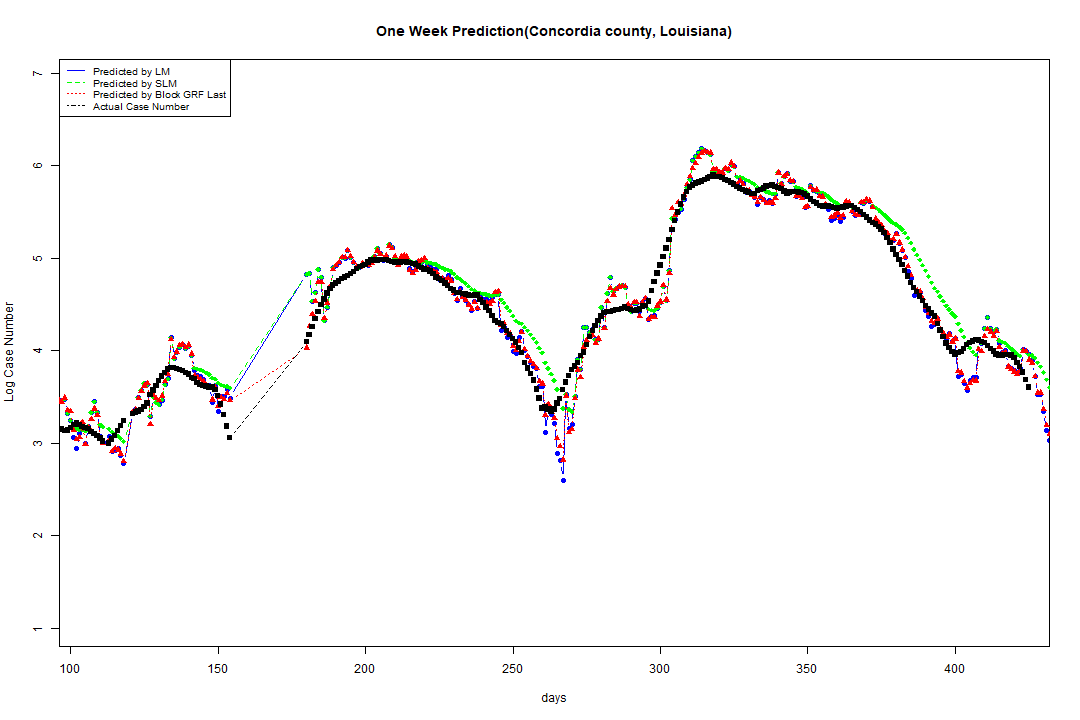 One Week Prediction(Concordia county, Louisiana)
Predicted by LM
Predicted by SLM
Predicted by Block GRF Last
Actual Case Number
7
6
5
4
3
2
1
Log Case Number
100 150 200 250 300 350 400
days